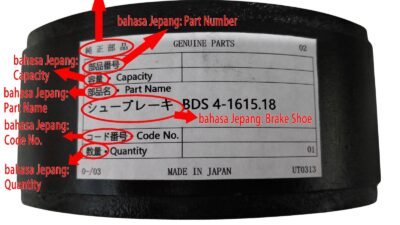 bahasa Jepang: Part Number
純正部品 GENUINE PARTS 02
部品番号
bahasa Jepang: Capacity
容量 • Capacity
bahasa Jepang: Part Name
部品名 • Part Name
シューブレーキ BDS 4-1615.18
bahasa Jepang: Brake Shoe
bahasa Jepang: Code No.
コード番号 Code No.
bahasa Jepang: Quantity
数量 • Quantity 01
0-/03 MADE IN JAPAN UT0313